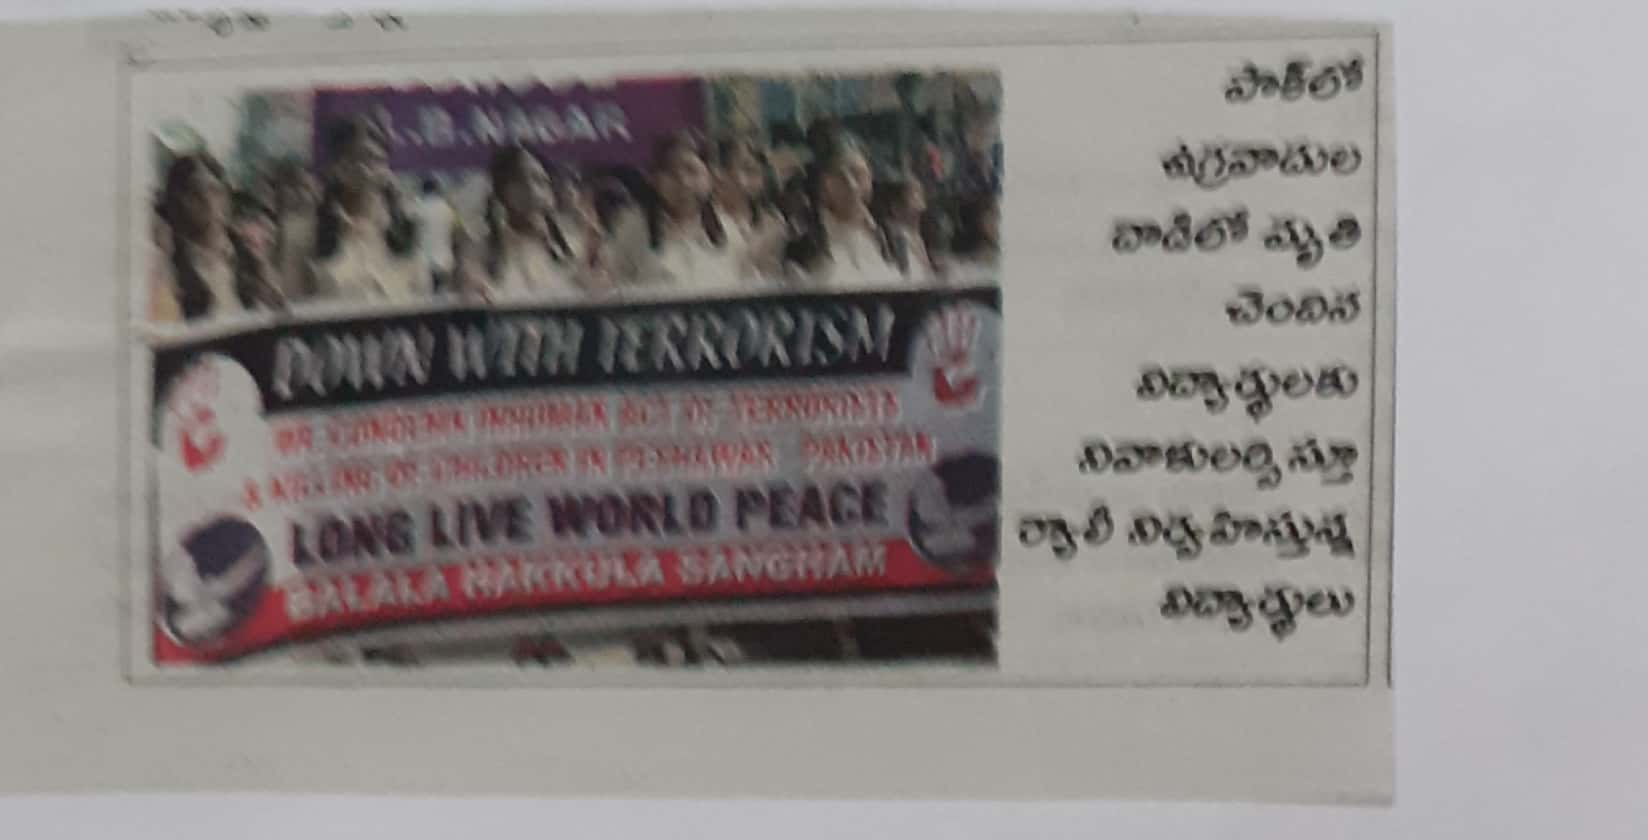 L.B.NAGAR
DOWN WITH TERRORISM
WE CONDEMN INHUMAN ACT OF TERRORISTS
& KILLING OF CHILDREN IN PESHAWAR PAKISTAN
LONG LIVE WORLD PEACE
BALALA HAKKULA SANGHAM
పాక్‌లో
ఉగ్రవాదుల
దాడిలో మృతి
చెందిన
విద్యార్థులకు
నివాళులర్పిస్తూ
ర్యాలీ నిర్వహిస్తున్న
విద్యార్థులు